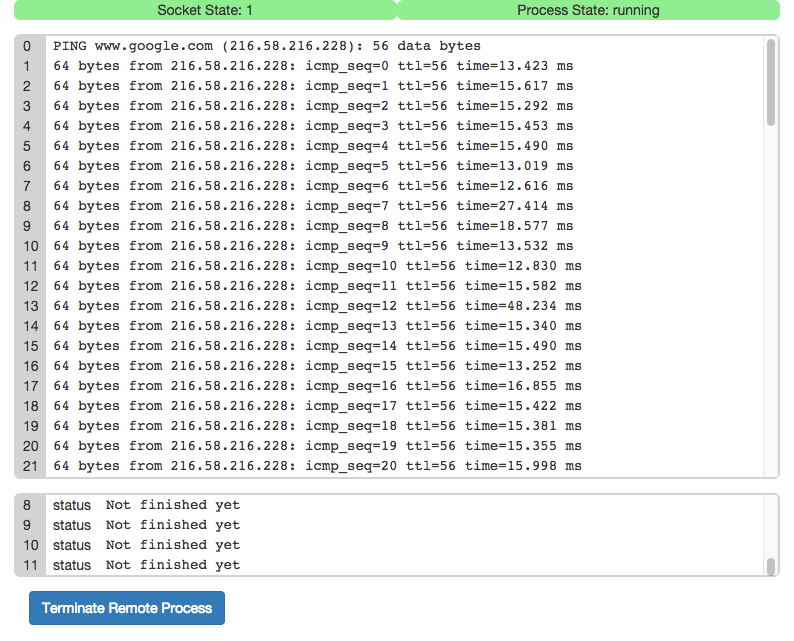 Socket State: 1 Process State: running
0 PING www.google.com (216.58.216.228): 56 data bytes
1 64 bytes from 216.58.216.228: icmp_seq=0 ttl=56 time=13.423 ms
2 64 bytes from 216.58.216.228: icmp_seq=1 ttl=56 time=15.617 ms
3 64 bytes from 216.58.216.228: icmp_seq=2 ttl=56 time=15.292 ms
4 64 bytes from 216.58.216.228: icmp_seq=3 ttl=56 time=15.453 ms
5 64 bytes from 216.58.216.228: icmp_seq=4 ttl=56 time=15.490 ms
6 64 bytes from 216.58.216.228: icmp_seq=5 ttl=56 time=13.019 ms
7 64 bytes from 216.58.216.228: icmp_seq=6 ttl=56 time=12.616 ms
8 64 bytes from 216.58.216.228: icmp_seq=7 ttl=56 time=27.414 ms
9 64 bytes from 216.58.216.228: icmp_seq=8 ttl=56 time=18.577 ms
10 64 bytes from 216.58.216.228: icmp_seq=9 ttl=56 time=13.532 ms
11 64 bytes from 216.58.216.228: icmp_seq=10 ttl=56 time=12.830 ms
12 64 bytes from 216.58.216.228: icmp_seq=11 ttl=56 time=15.582 ms
13 64 bytes from 216.58.216.228: icmp_seq=12 ttl=56 time=48.234 ms
14 64 bytes from 216.58.216.228: icmp_seq=13 ttl=56 time=15.340 ms
15 64 bytes from 216.58.216.228: icmp_seq=14 ttl=56 time=15.490 ms
16 64 bytes from 216.58.216.228: icmp_seq=15 ttl=56 time=13.252 ms
17 64 bytes from 216.58.216.228: icmp_seq=16 ttl=56 time=16.855 ms
18 64 bytes from 216.58.216.228: icmp_seq=17 ttl=56 time=15.422 ms
19 64 bytes from 216.58.216.228: icmp_seq=18 ttl=56 time=15.381 ms
20 64 bytes from 216.58.216.228: icmp_seq=19 ttl=56 time=15.355 ms
21 64 bytes from 216.58.216.228: icmp_seq=20 ttl=56 time=15.998 ms
8 status Not finished yet
9 status Not finished yet
10 status Not finished yet
11 status Not finished yet
Terminate Remote Process